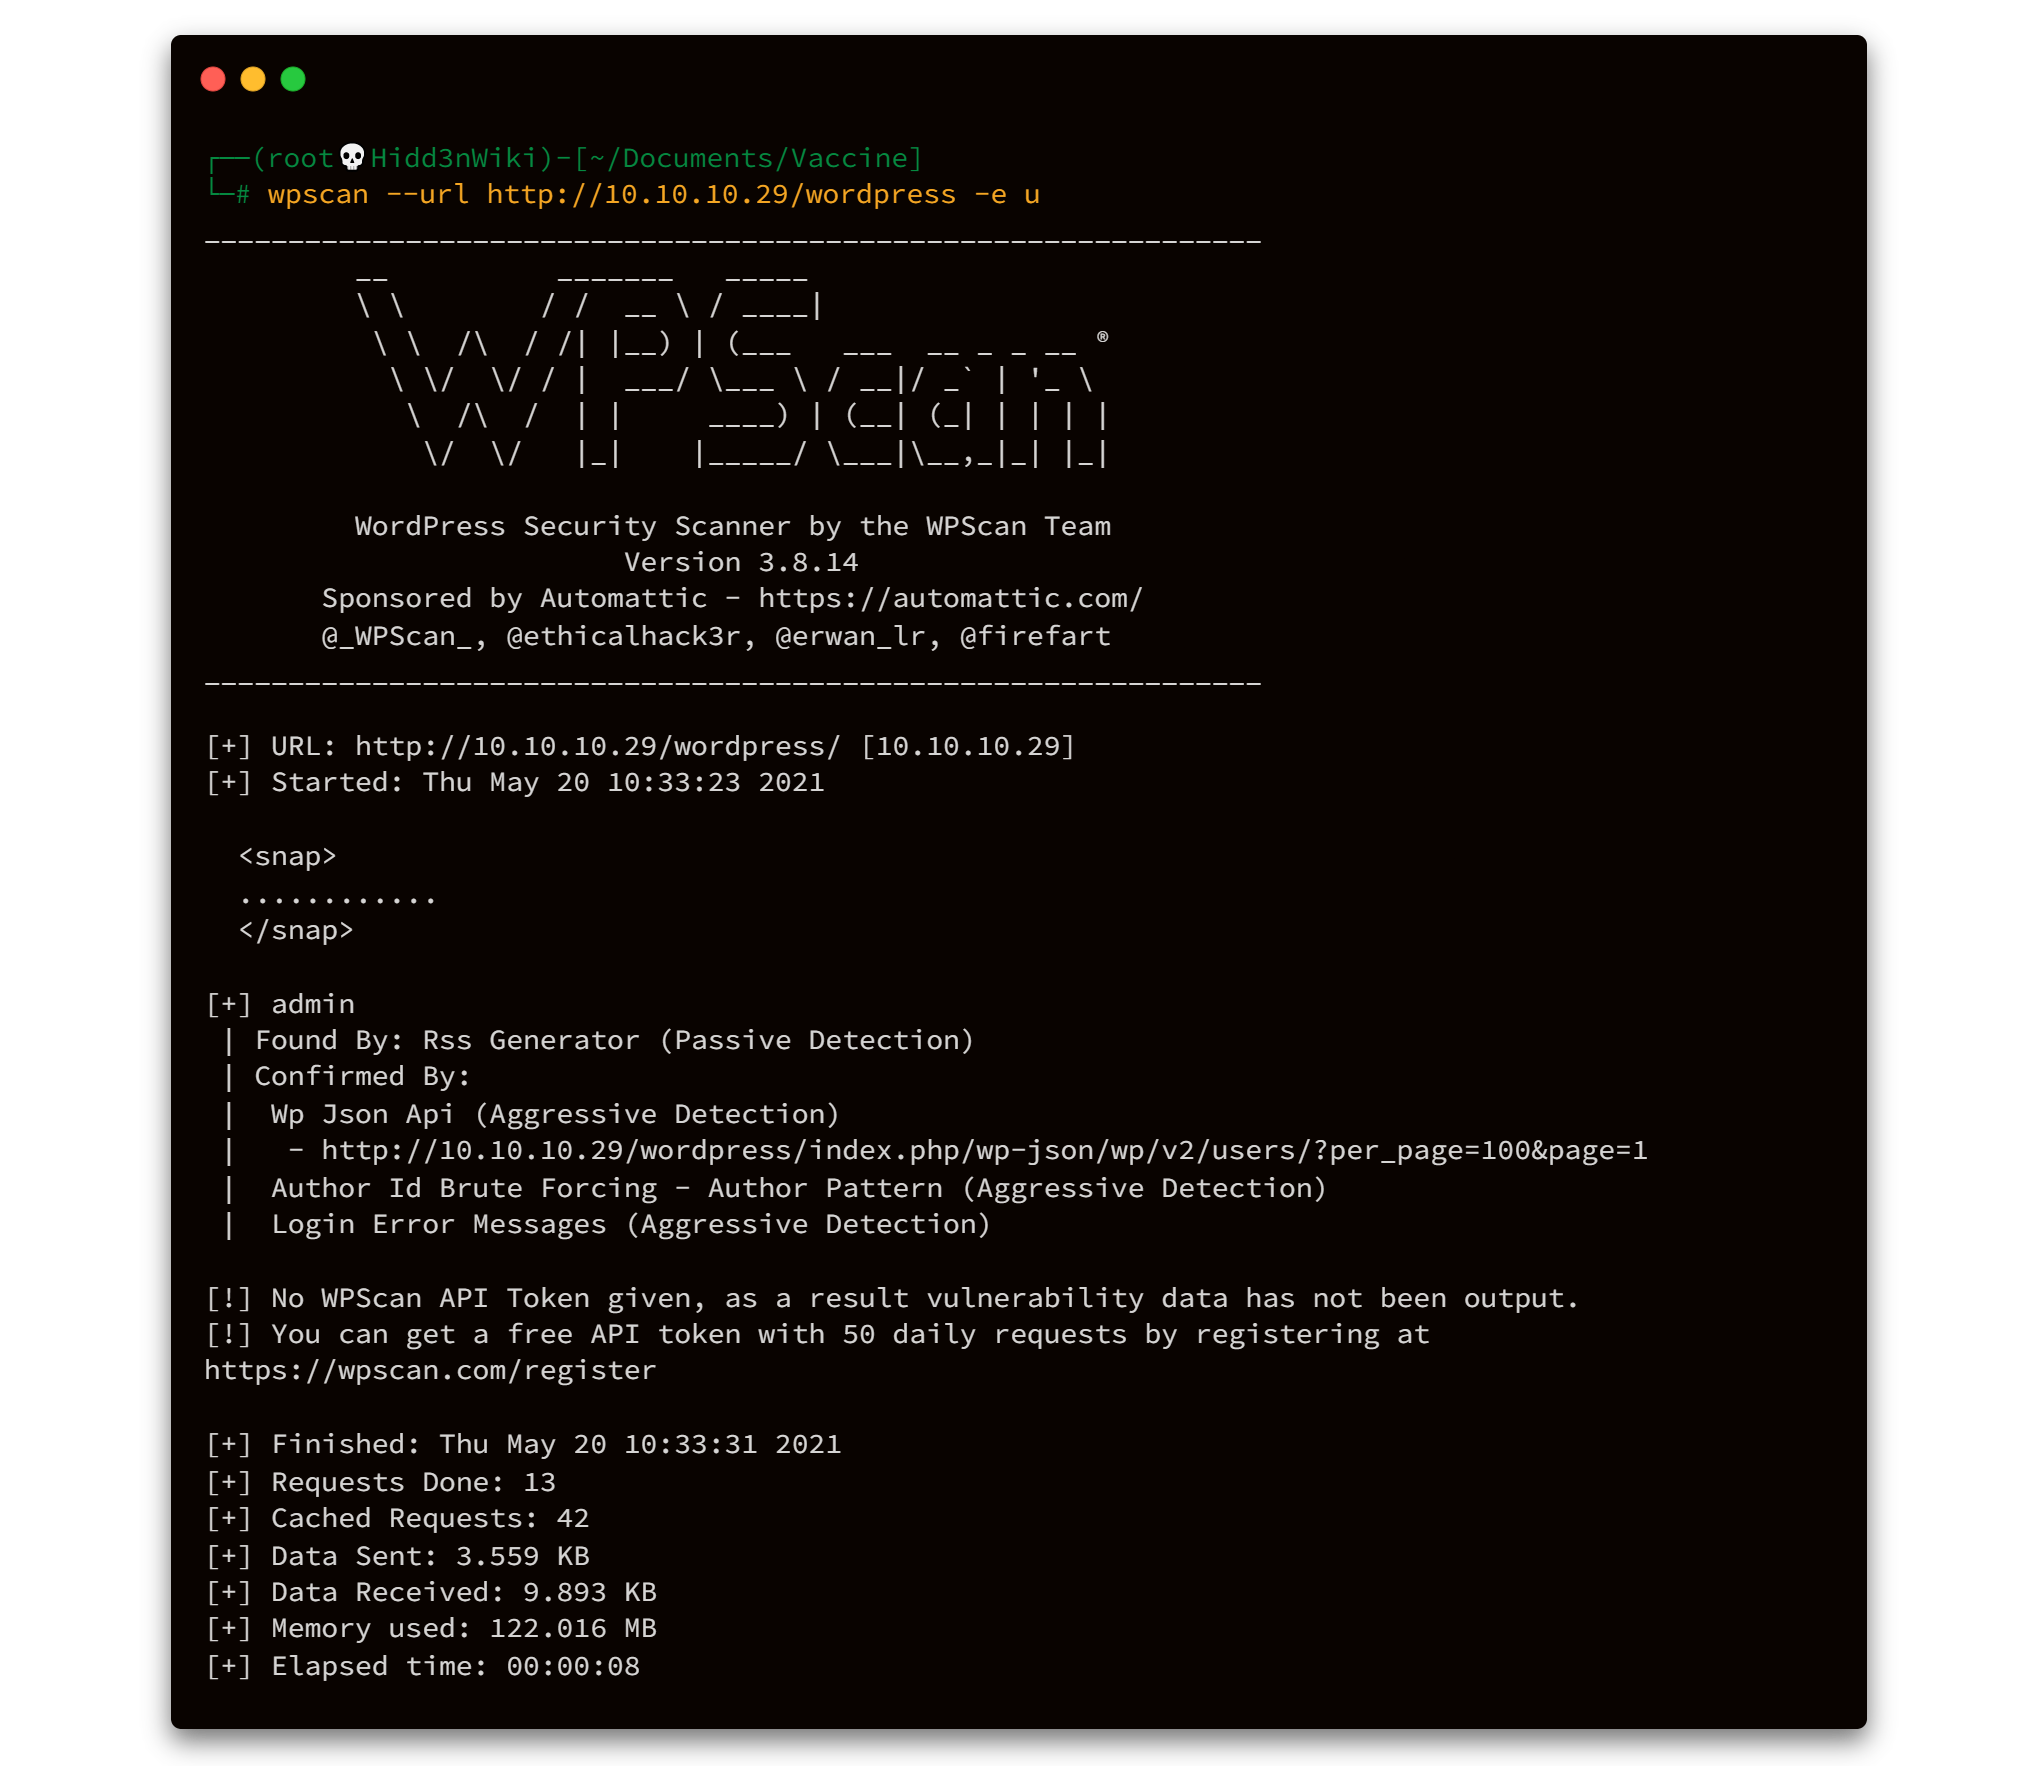 ┌──(root💀Hidd3nWiki)-[~/Documents/Vaccine]
└─# wpscan --url http://10.10.10.29/wordpress -e u
_______________________________________________________________
         __          _______   _____
         \ \        / /  __ \ / ____|
          \ \  /\  / /| |__) | (___   ___  __ _ _ __ ®
           \ \/  \/ / |  ___/ \___ \ / __|/ _` | '_ \
            \  /\  /  | |     ____) | (__| (_| | | | |
             \/  \/   |_|    |_____/ \___|\__,_|_| |_|
WordPress Security Scanner by the WPScan Team
Version 3.8.14
Sponsored by Automattic - https://automattic.com/
@_WPScan_, @ethicalhack3r, @erwan_lr, @firefart
_______________________________________________________________
[+] URL: http://10.10.10.29/wordpress/ [10.10.10.29]
[+] Started: Thu May 20 10:33:23 2021
<snap>
............
</snap>
[+] admin
| Found By: Rss Generator (Passive Detection)
| Confirmed By:
|  Wp Json Api (Aggressive Detection)
|   - http://10.10.10.29/wordpress/index.php/wp-json/wp/v2/users/?per_page=100&page=1
|  Author Id Brute Forcing - Author Pattern (Aggressive Detection)
|  Login Error Messages (Aggressive Detection)
[!] No WPScan API Token given, as a result vulnerability data has not been output.
[!] You can get a free API token with 50 daily requests by registering at
https://wpscan.com/register
[+] Finished: Thu May 20 10:33:31 2021
[+] Requests Done: 13
[+] Cached Requests: 42
[+] Data Sent: 3.559 KB
[+] Data Received: 9.893 KB
[+] Memory used: 122.016 MB
[+] Elapsed time: 00:00:08